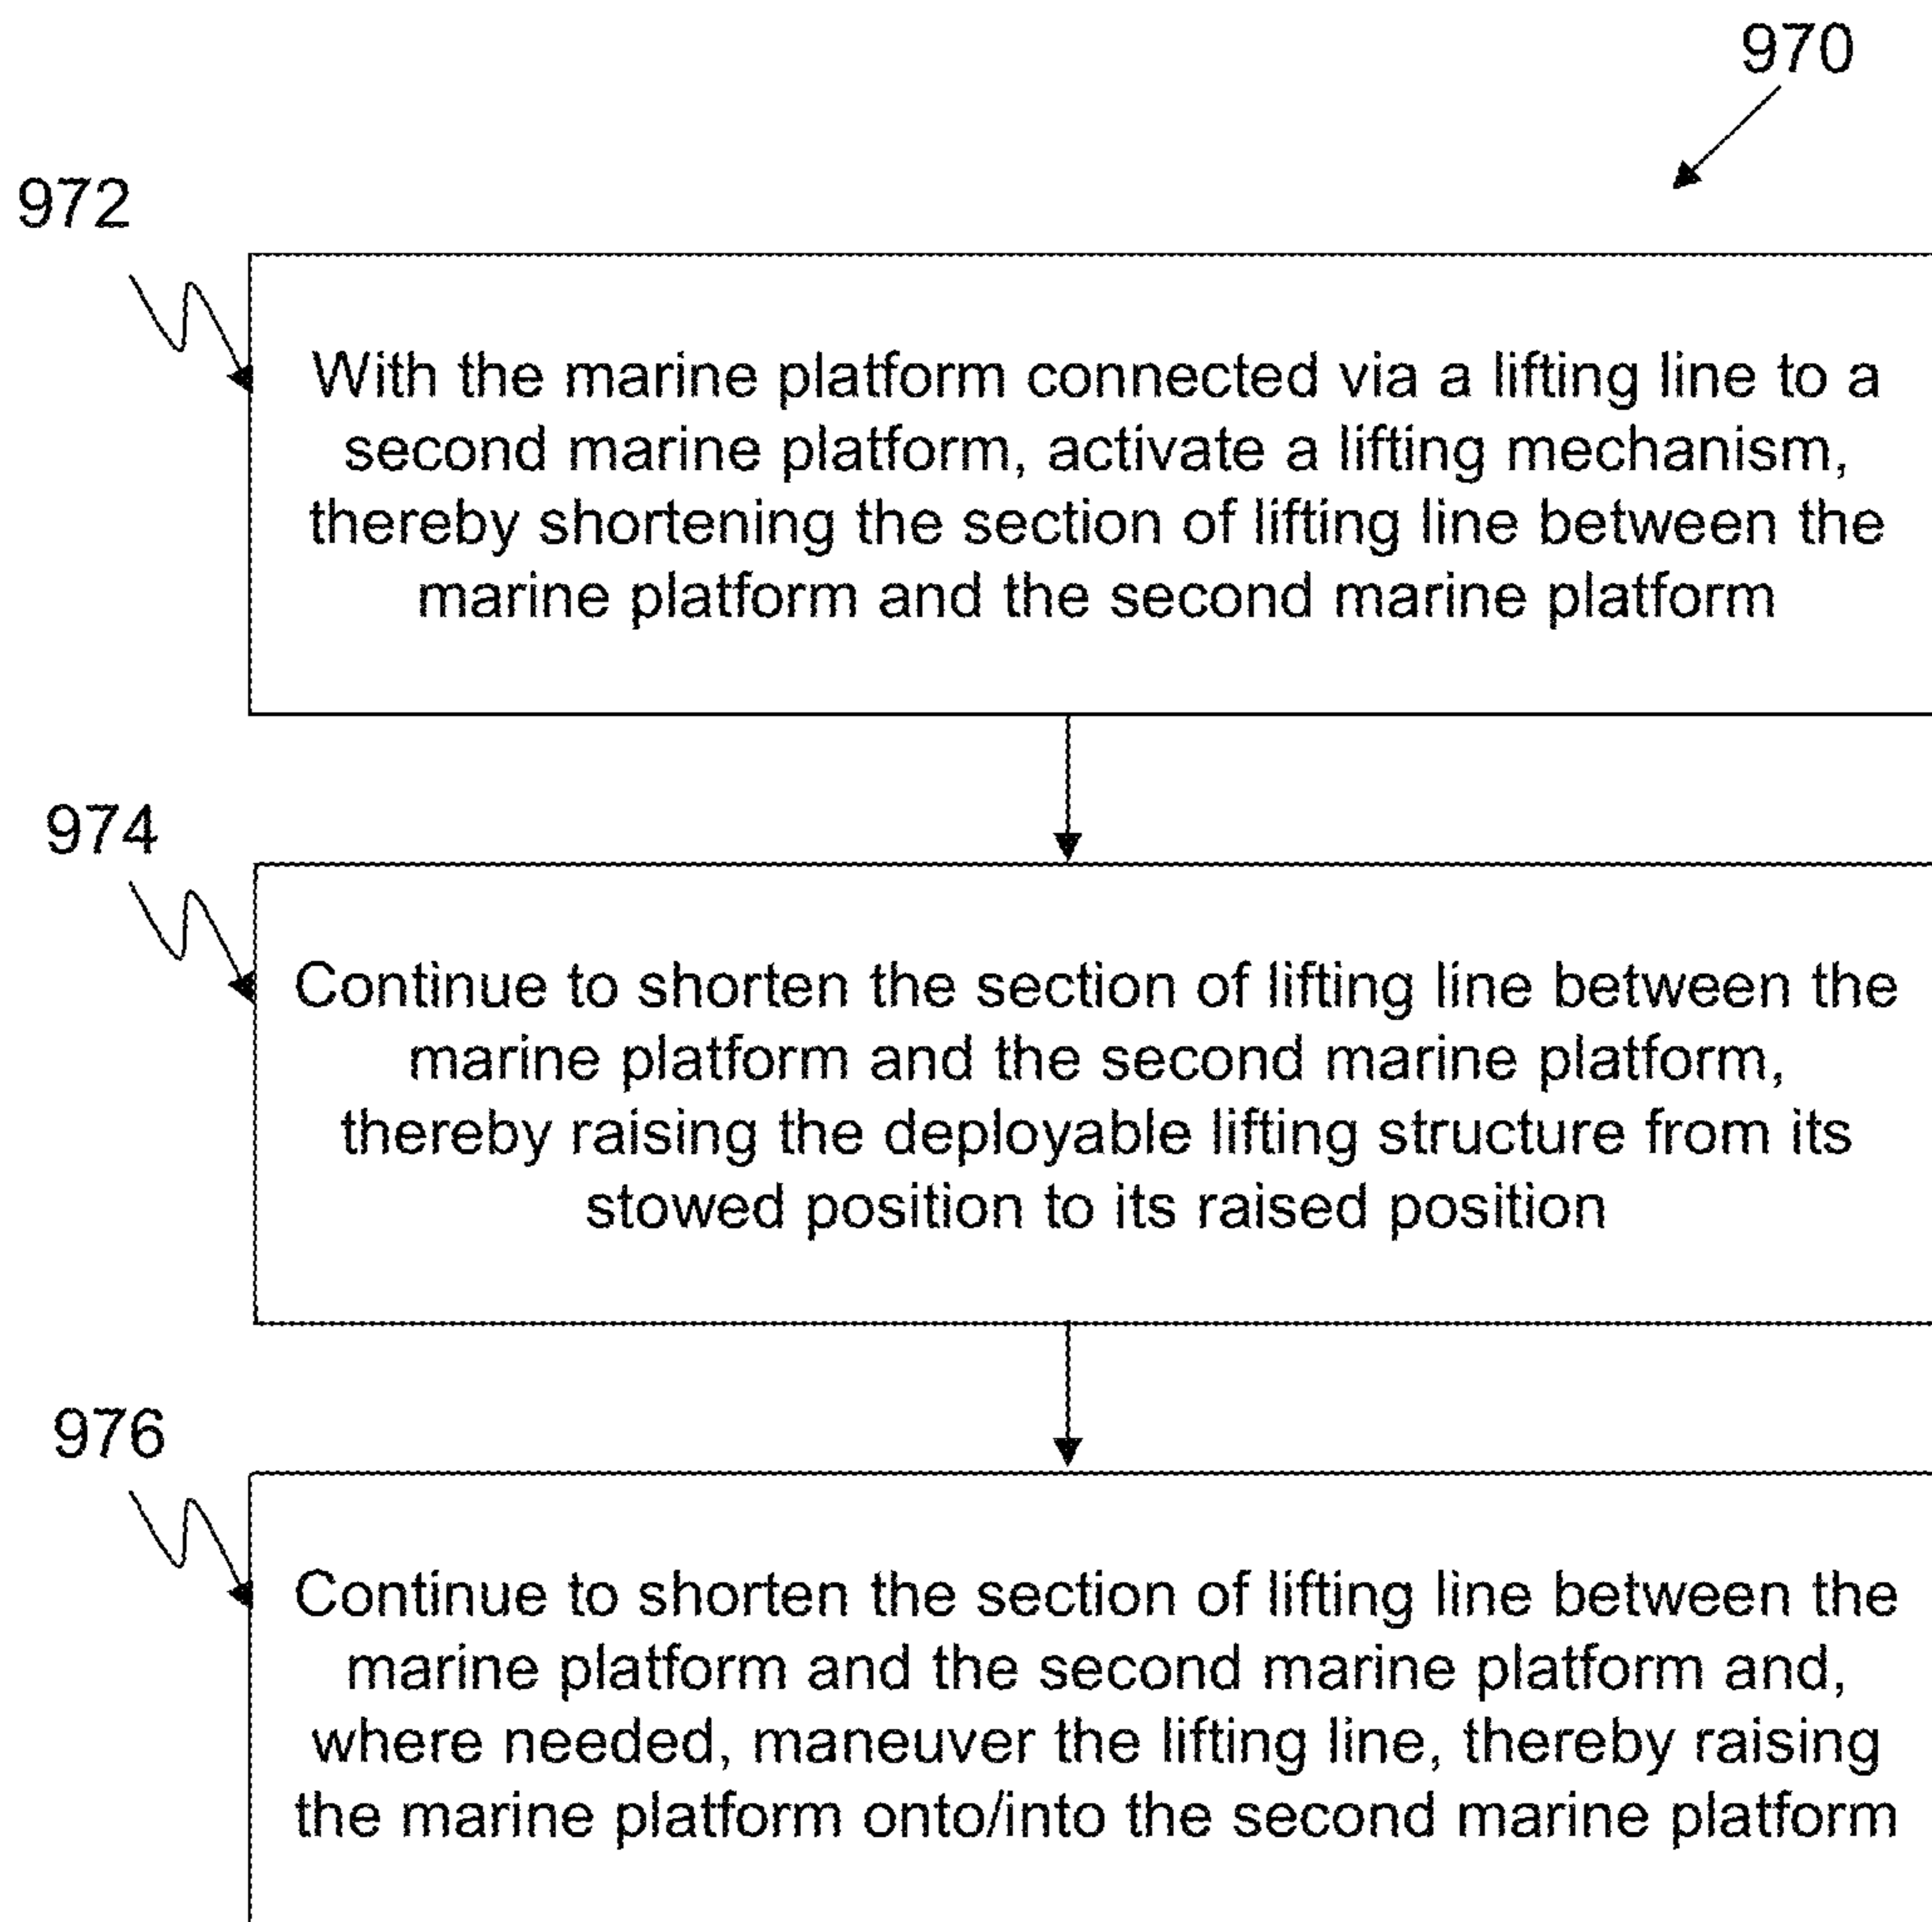 970
972
With the marine platform connected via a lifting line to a
second marine platform, activate a lifting mechanism,
thereby shortening the section of lifting line between the
marine platform and the second marine platform
974
Continue to shorten the section of lifting line between the
marine platform and the second marine platform,
thereby raising the deployable lifting structure from its
stowed position to its raised position
976
Continue to shorten the section of lifting line between the
marine platform and the second marine platform and,
where needed, maneuver the lifting line, thereby raising
the marine platform onto/into the second marine platform